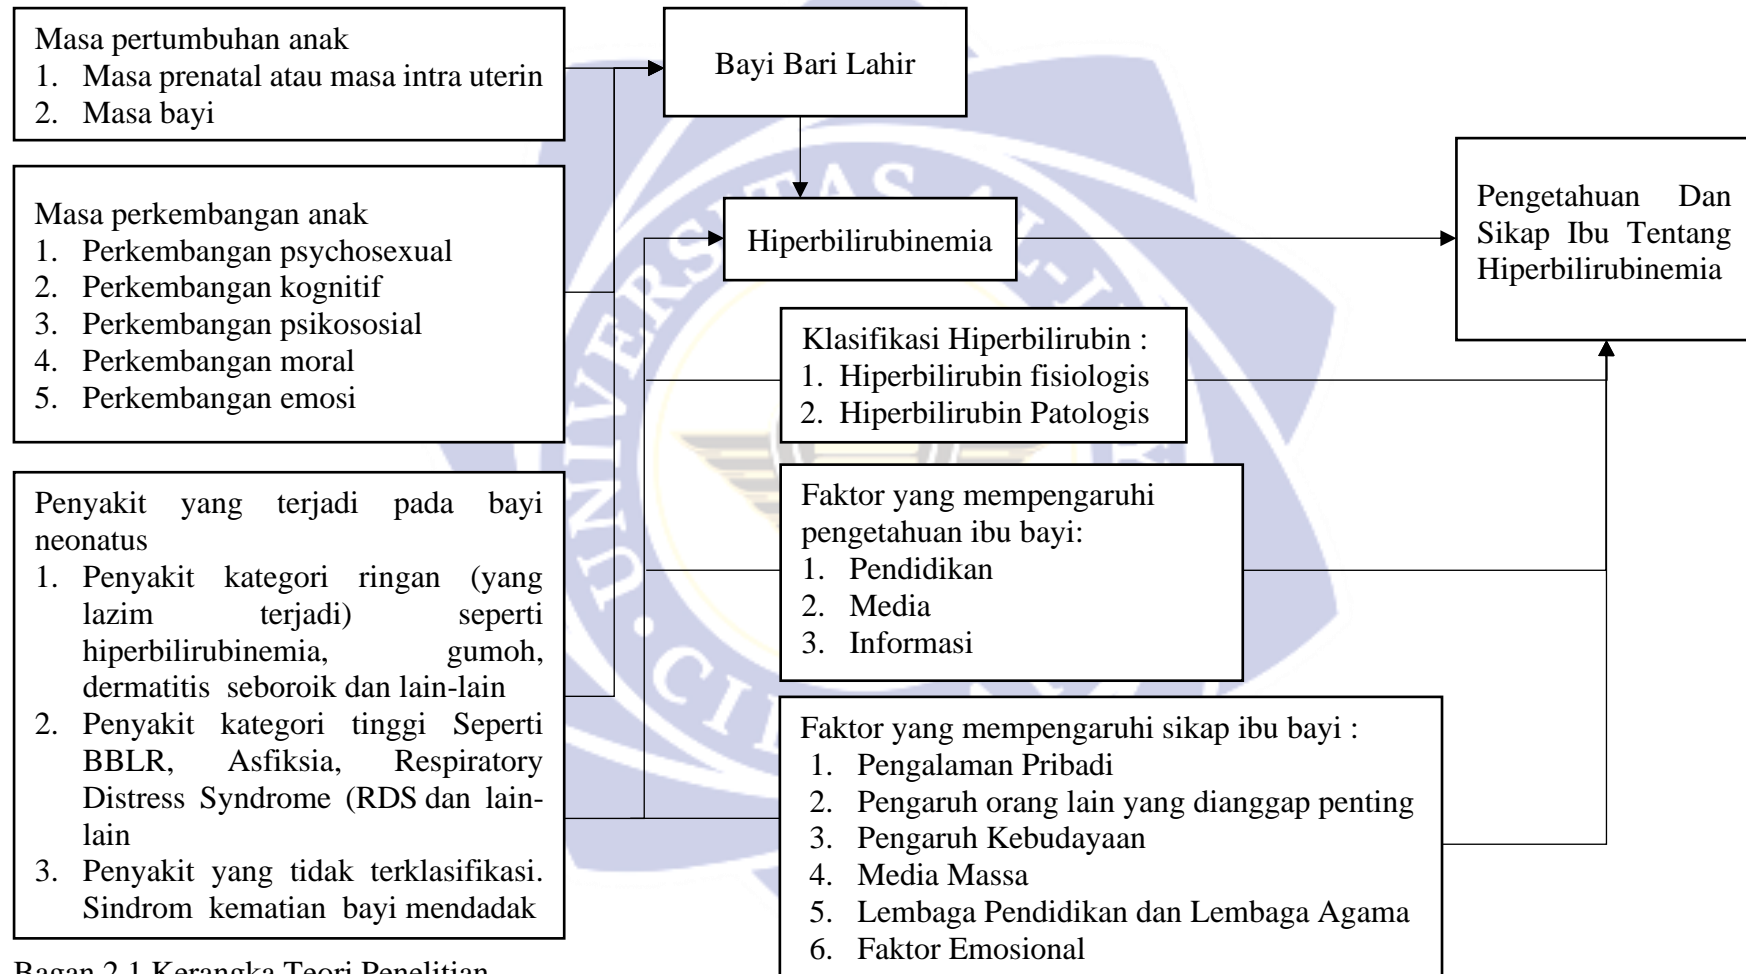 Masa pertumbuhan anak
1. Masa prenatal atau masa intra uterin
2. Masa bayi
Bayi Bari Lahir
Masa perkembangan anak
1. Perkembangan psychosexual
2. Perkembangan kognitif
3. Perkembangan psikososial
4. Perkembangan moral
5. Perkembangan emosi
Hiperbilirubinemia
Pengetahuan Dan
Sikap Ibu Tentang
Hiperbilirubinemia
Klasifikasi Hiperbilirubin :
1. Hiperbilirubin fisiologis
2. Hiperbilirubin Patologis
Penyakit yang terjadi pada bayi
neonatus
1. Penyakit kategori ringan (yang
lazim terjadi) seperti
hiperbilirubinemia, gumoh,
dermatitis seboroik dan lain-lain
2. Penyakit kategori tinggi Seperti
BBLR, Asfiksia, Respiratory
Distress Syndrome (RDS dan lain-
lain
3. Penyakit yang tidak terklasifikasi.
Sindrom kematian bayi mendadak
Faktor yang mempengaruhi
pengetahuan ibu bayi:
1. Pendidikan
2. Media
3. Informasi
Faktor yang mempengaruhi sikap ibu bayi :
1. Pengalaman Pribadi
2. Pengaruh orang lain yang dianggap penting
3. Pengaruh Kebudayaan
4. Media Massa
5. Lembaga Pendidikan dan Lembaga Agama
6. Faktor Emosional
Bagan 2.1 Kerangka Teori Penelitian